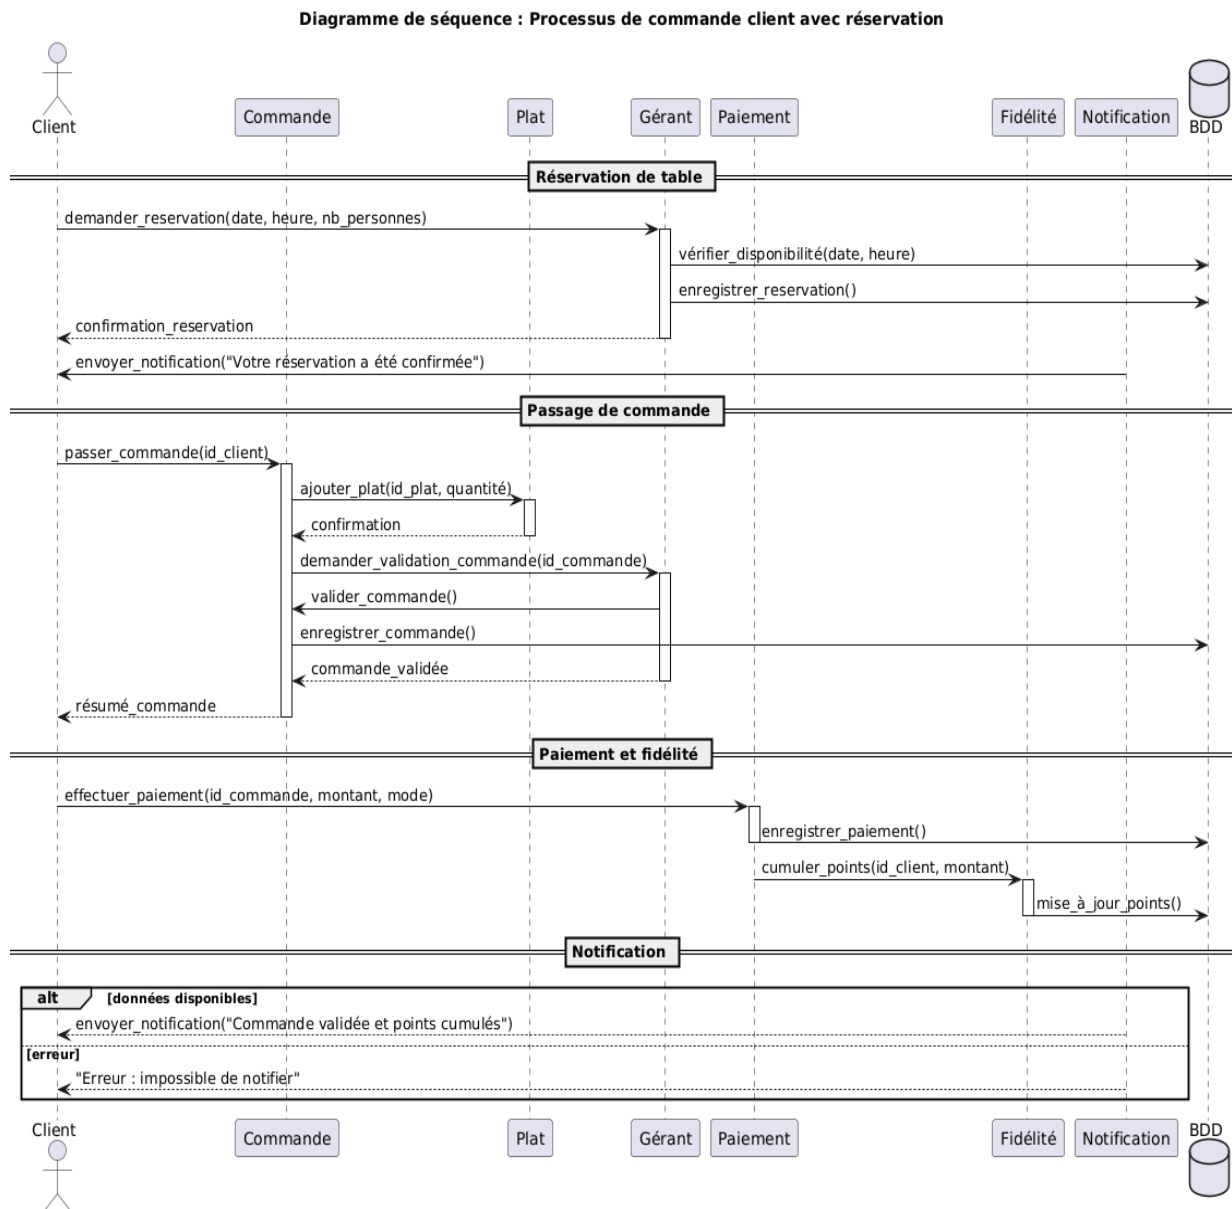 Diagramme de séquence : Processus de commande client avec réservation
Client
Commande
Plat
Gérant
Paiement
Fidélité
Notification
BDD
Réservation de table
demander_reservation(date, heure, nb_personnes)
vérifier_disponibilité(date, heure)
enregistrer_reservation()
confirmation_reservation
envoyer_notification("Votre réservation a été confirmée")
Passage de commande
passer_commande(id_client)
ajouter_plat(id_plat, quantité)
confirmation
demander_validation_commande(id_commande)
valider_commande()
enregistrer_commande()
commande_validée
résumé_commande
Paiement et fidélité
effectuer_paiement(id_commande, montant, mode)
enregistrer_paiement()
cumuler_points(id_client, montant)
mise_à_jour_points()
Notification
alt [données disponibles]
envoyer_notification("Commande validée et points cumulés")
[erreur]
"Erreur : impossible de notifier"
Client
Commande
Plat
Gérant
Paiement
Fidélité
Notification
BDD